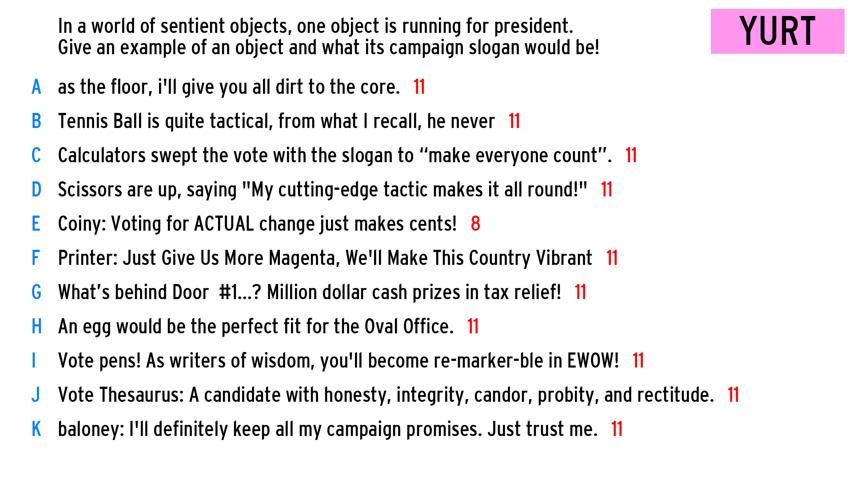 In a world of sentient objects, one object is running for president.
Give an example of an object and what its campaign slogan would be!
YURT
A as the floor, i'll give you all dirt to the core. 11
B Tennis Ball is quite tactical, from what I recall, he never 11
C Calculators swept the vote with the slogan to “make everyone count”. 11
D Scissors are up, saying "My cutting-edge tactic makes it all round!" 11
E Coiny: Voting for ACTUAL change just makes cents! 8
F Printer: Just Give Us More Magenta, We'll Make This Country Vibrant 11
G What’s behind Door #1...? Million dollar cash prizes in tax relief! 11
H An egg would be the perfect fit for the Oval Office. 11
I Vote pens! As writers of wisdom, you'll become re-marker-ble in EWOW! 11
J Vote Thesaurus: A candidate with honesty, integrity, candor, probity, and rectitude. 11
K baloney: I'll definitely keep all my campaign promises. Just trust me. 11